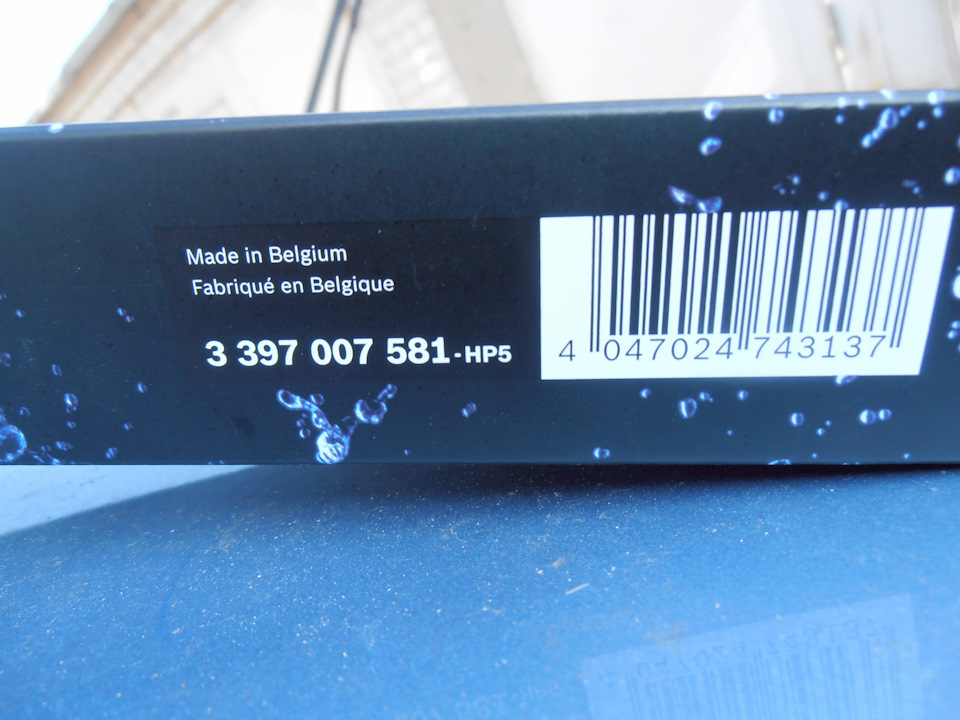 Made in Belgium
Fabriqué en Belgique
3 397 007 581-HP5
4 047024 743137